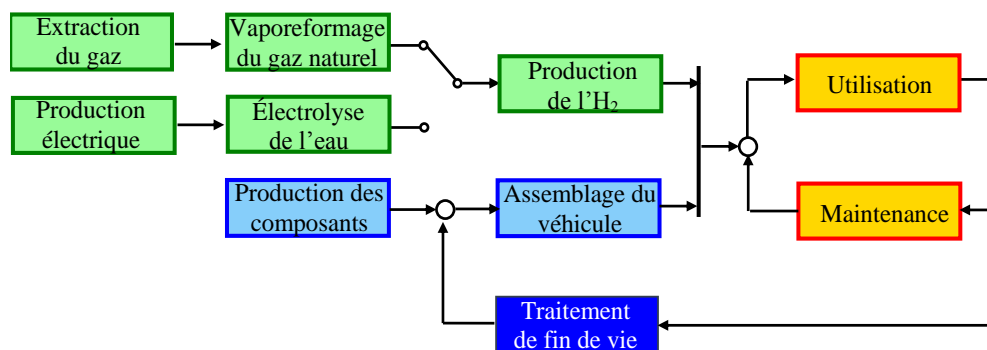 Extraction
du gaz
Vaporeformage
du gaz naturel
Production
de l’H₂
Utilisation
Production
électrique
Électrolyse
de l’eau
Production des
composants
Assemblage du
véhicule
Maintenance
Traitement
de fin de vie